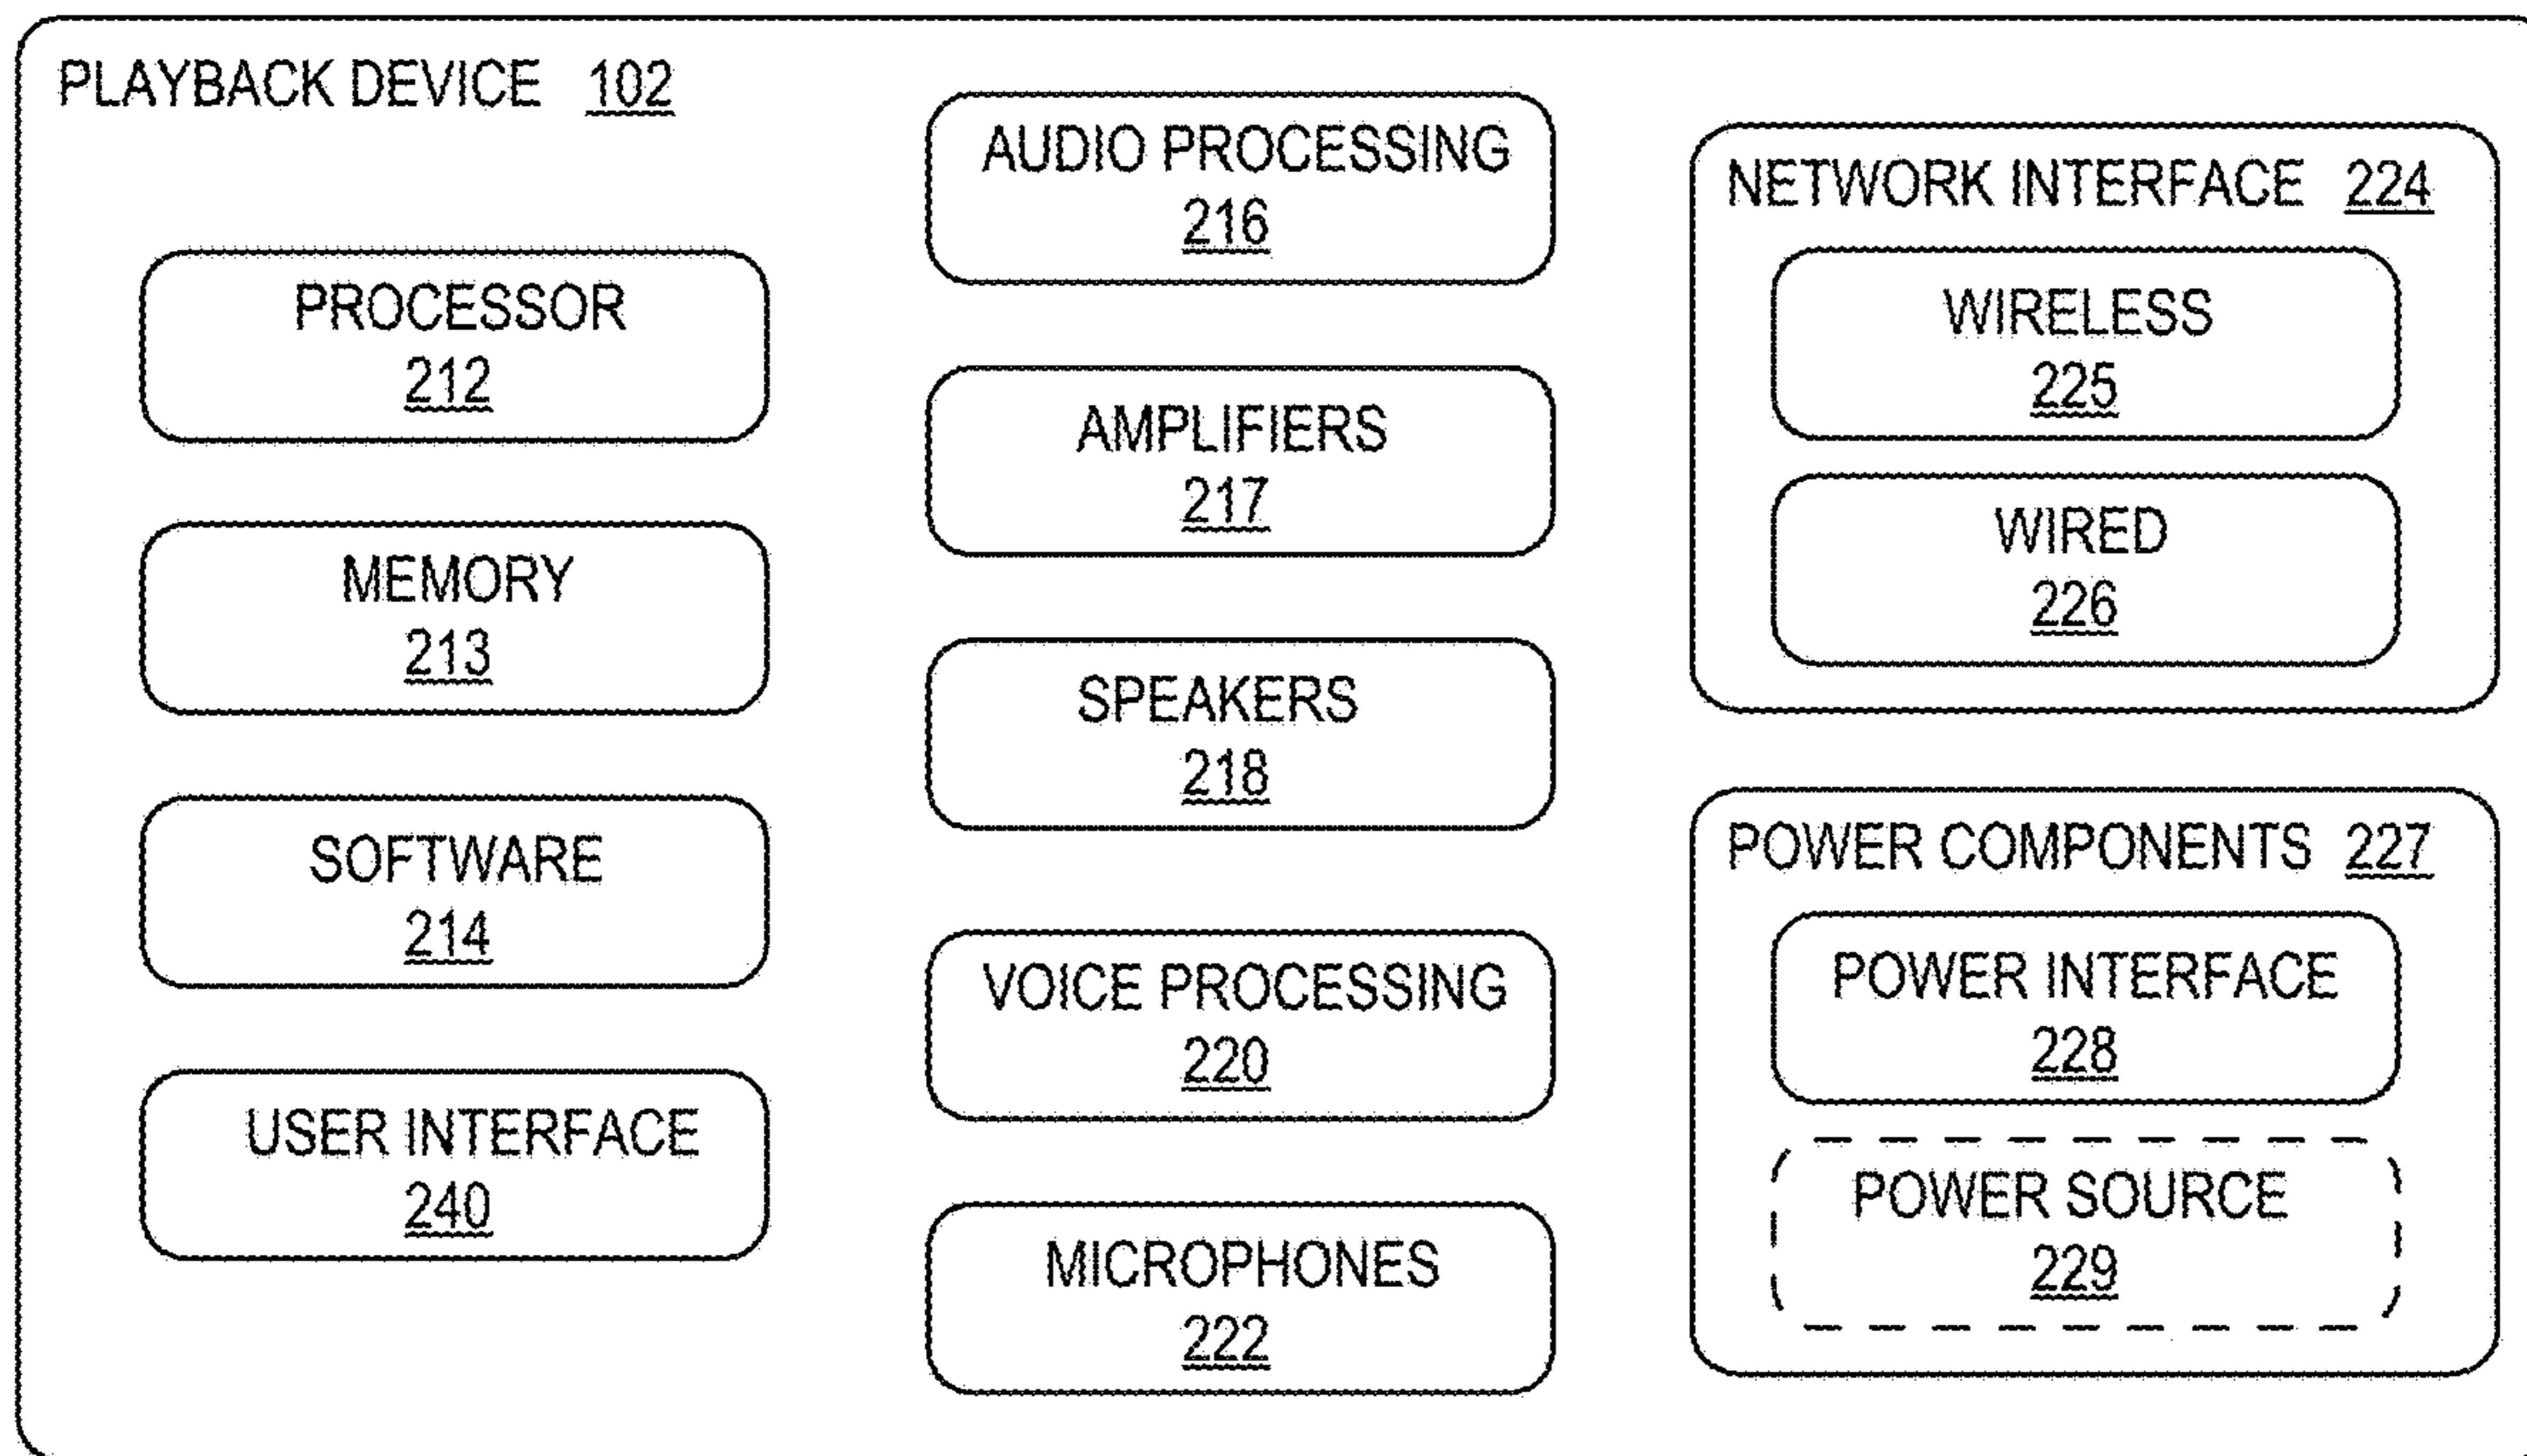 PLAYBACK DEVICE 102
PROCESSOR
212
MEMORY
213
SOFTWARE
214
USER INTERFACE
240
AUDIO PROCESSING
216
AMPLIFIERS
217
SPEAKERS
218
VOICE PROCESSING
220
MICROPHONES
222
NETWORK INTERFACE 224
WIRELESS
225
WIRED
226
POWER COMPONENTS 227
POWER INTERFACE
228
POWER SOURCE
229